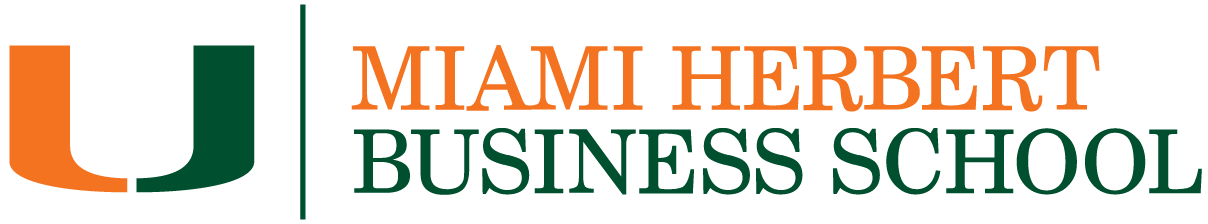 U
MIAMI HERBERT
BUSINESS SCHOOL